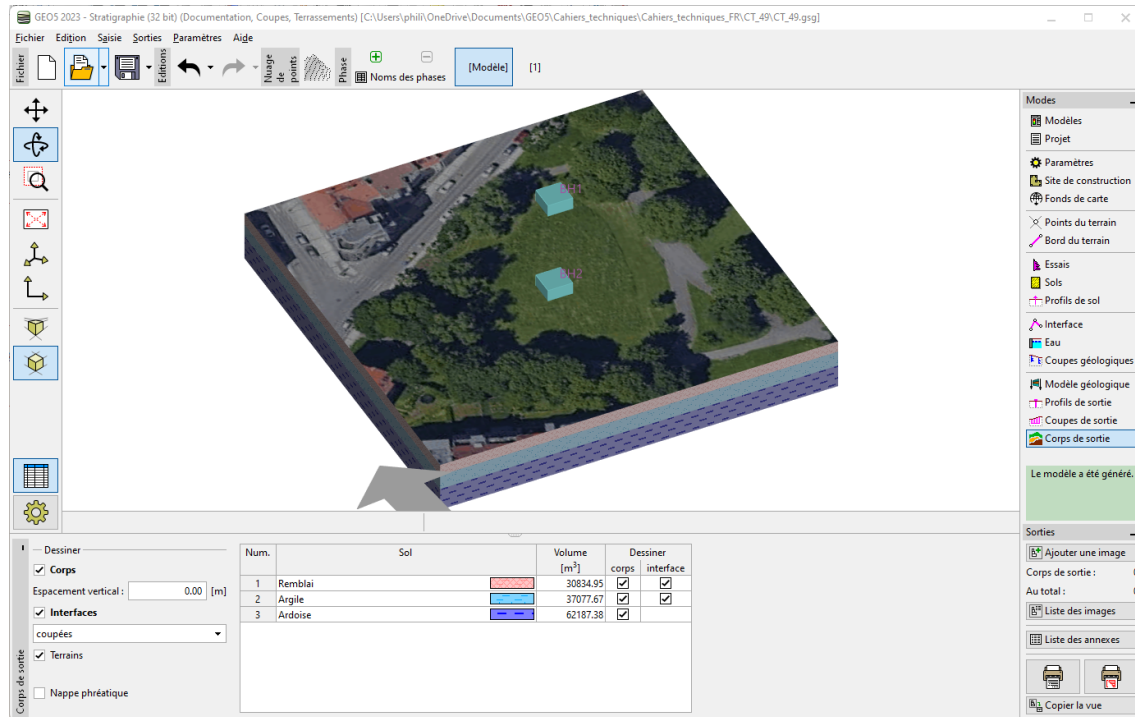 GEO5 2023 - Stratigraphie (32 bit) (Documentation, Coupes, Terrassements) [C:\Users\phili\OneDrive\Documents\GEO5\Cahiers_techniques\Cahiers_techniques_FR\CT_49\CT_49.gsg]
Fichier Edition Saisie Sorties Paramètres Aide
Fichier
Editions
Nuage de points
Phase
Noms des phases
[Modèle] [1]
BH1
BH2
Modes
Modèles
Projet
Paramètres
Site de construction
Fonds de carte
Points du terrain
Bord du terrain
Essais
Sols
Profils de sol
Interface
Eau
Coupes géologiques
Modèle géologique
Profils de sortie
Coupes de sortie
Corps de sortie
Le modèle a été généré.
Sorties
Ajouter une image
Corps de sortie :
Au total :
Liste des images
Liste des annexes
Copier la vue
Corps de sortie
Dessiner
Corps
Espacement vertical : 0.00 [m]
Interfaces
coupées
Terrains
Nappe phréatique
Num. Sol Volume Dessiner
[m³] corps interface
1 Remblai 30834.95
2 Argile 37077.67
3 Ardoise 62187.38